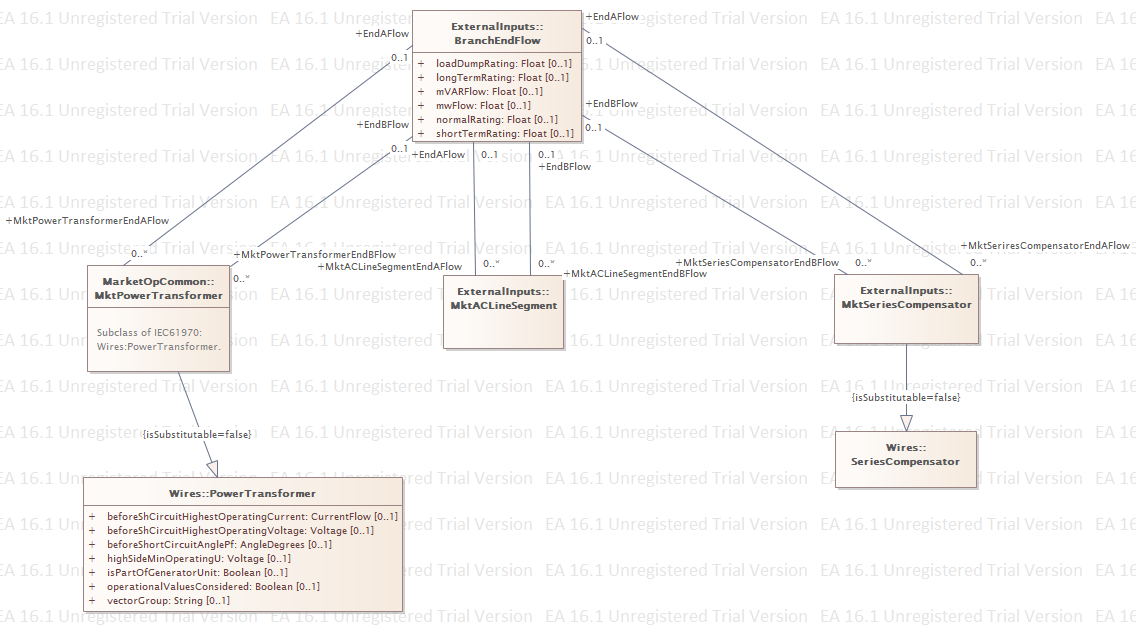 +EndAFlow
+EndAFlow
ExternalInputs::
BranchEndFlow
0..1
0..1
+ loadDumpRating: Float [0..1]
+ longTermRating: Float [0..1]
+ mVARFlow: Float [0..1]
+ mwFlow: Float [0..1]
+ normalRating: Float [0..1]
+ shortTermRating: Float [0..1]
+EndBFlow
+EndBFlow
0..1
0..1
+EndAFlow
0..1
0..1
+EndBFlow
+MktPowerTransformerEndAFlow
0..*
+MktPowerTransformerEndBFlow
0..*
+MktACLineSegmentEndAFlow
0..*
0..*
+MktACLineSegmentEndBFlow
+MktSeriesCompensatorEndBFlow
0..*
+MktSeriresCompensatorEndAFlow
0..*
MarketOpCommon::
MktPowerTransformer
Subclass of IEC61970:
Wires:PowerTransformer.
ExternalInputs::
MktACLineSegment
ExternalInputs::
MktSeriesCompensator
{isSubstitutable=false}
{isSubstitutable=false}
Wires::
SeriesCompensator
Wires::PowerTransformer
+ beforeShCircuitHighestOperatingCurrent: CurrentFlow [0..1]
+ beforeShCircuitHighestOperatingVoltage: Voltage [0..1]
+ beforeShortCircuitAnglePf: AngleDegrees [0..1]
+ highSideMinOperatingU: Voltage [0..1]
+ isPartOfGeneratorUnit: Boolean [0..1]
+ operationalValuesConsidered: Boolean [0..1]
+ vectorGroup: String [0..1]
EA 16.1 Unregistered Trial Version